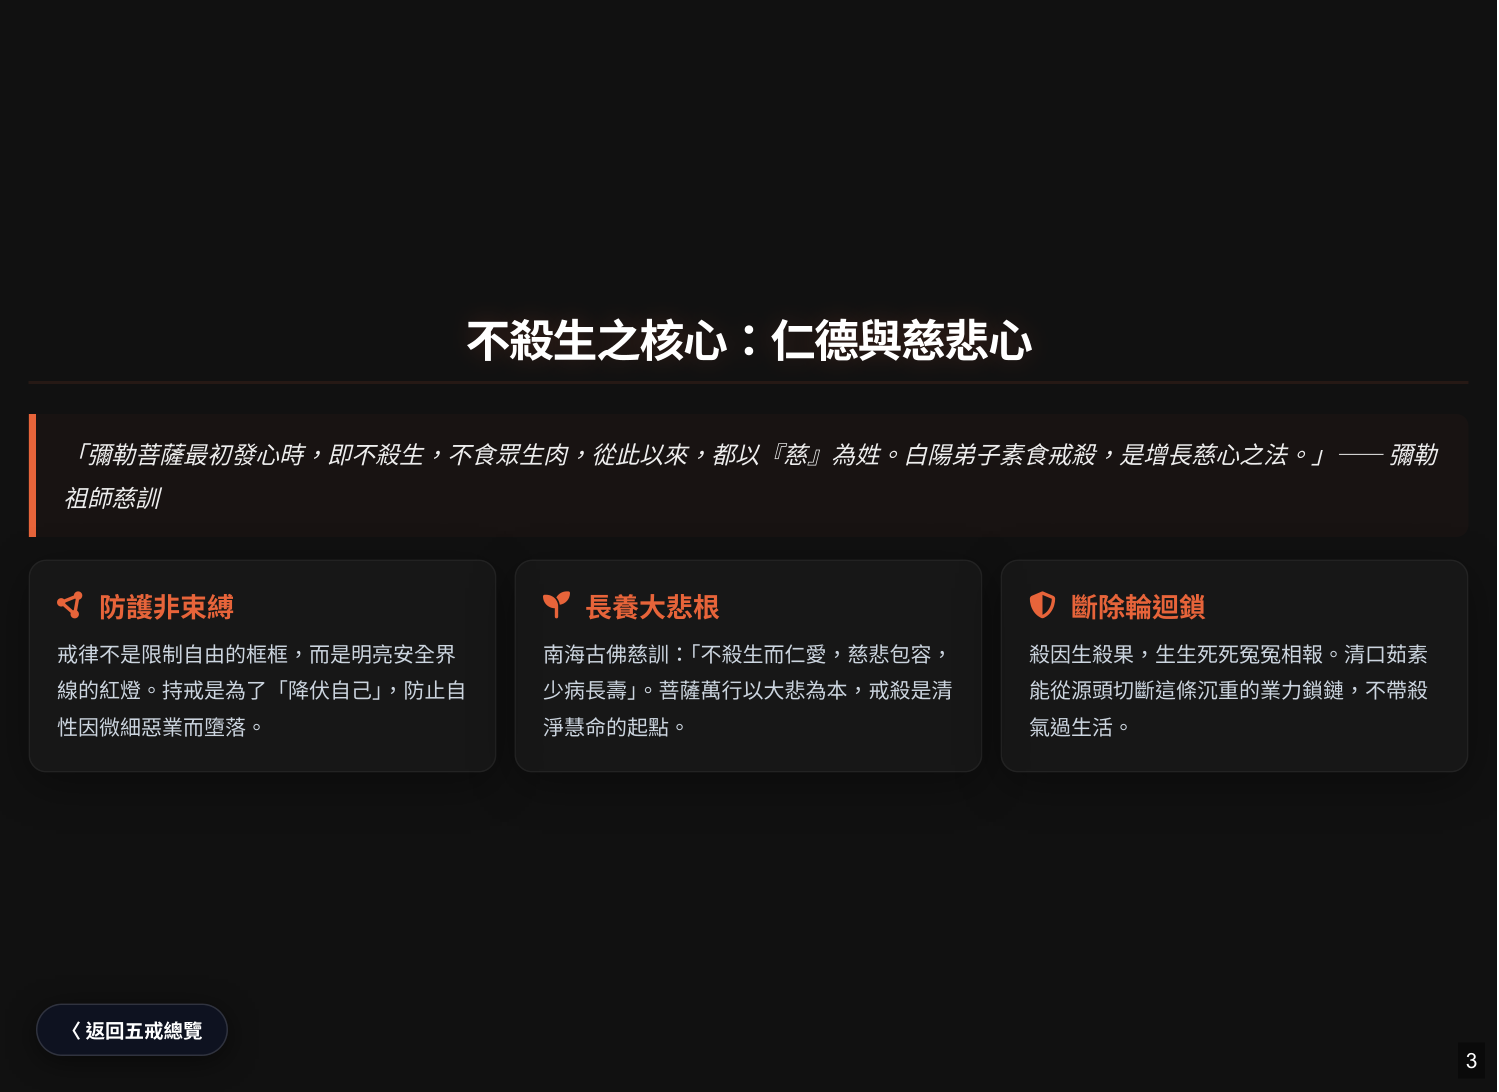 不殺生之核心：仁德與慈悲心
「彌勒菩薩最初發心時，即不殺生，不食眾生肉，從此以來，都以『慈』為姓。白陽弟子素食戒殺，是增長慈心之法。」—— 彌勒
祖師慈訓
防護非束縛
戒律不是限制自由的框框，而是明亮安全界
線的紅燈。持戒是為了「降伏自己」，防止自
性因微細惡業而墮落。
長養大悲根
南海古佛慈訓：「不殺生而仁愛，慈悲包容，
少病長壽」。菩薩萬行以大悲為本，戒殺是清
淨慧命的起點。
斷除輪迴鎖
殺因生殺果，生生死死冤冤相報。清口茹素
能從源頭切斷這條沉重的業力鎖鏈，不帶殺
氣過生活。
〈 返回五戒總覽
3